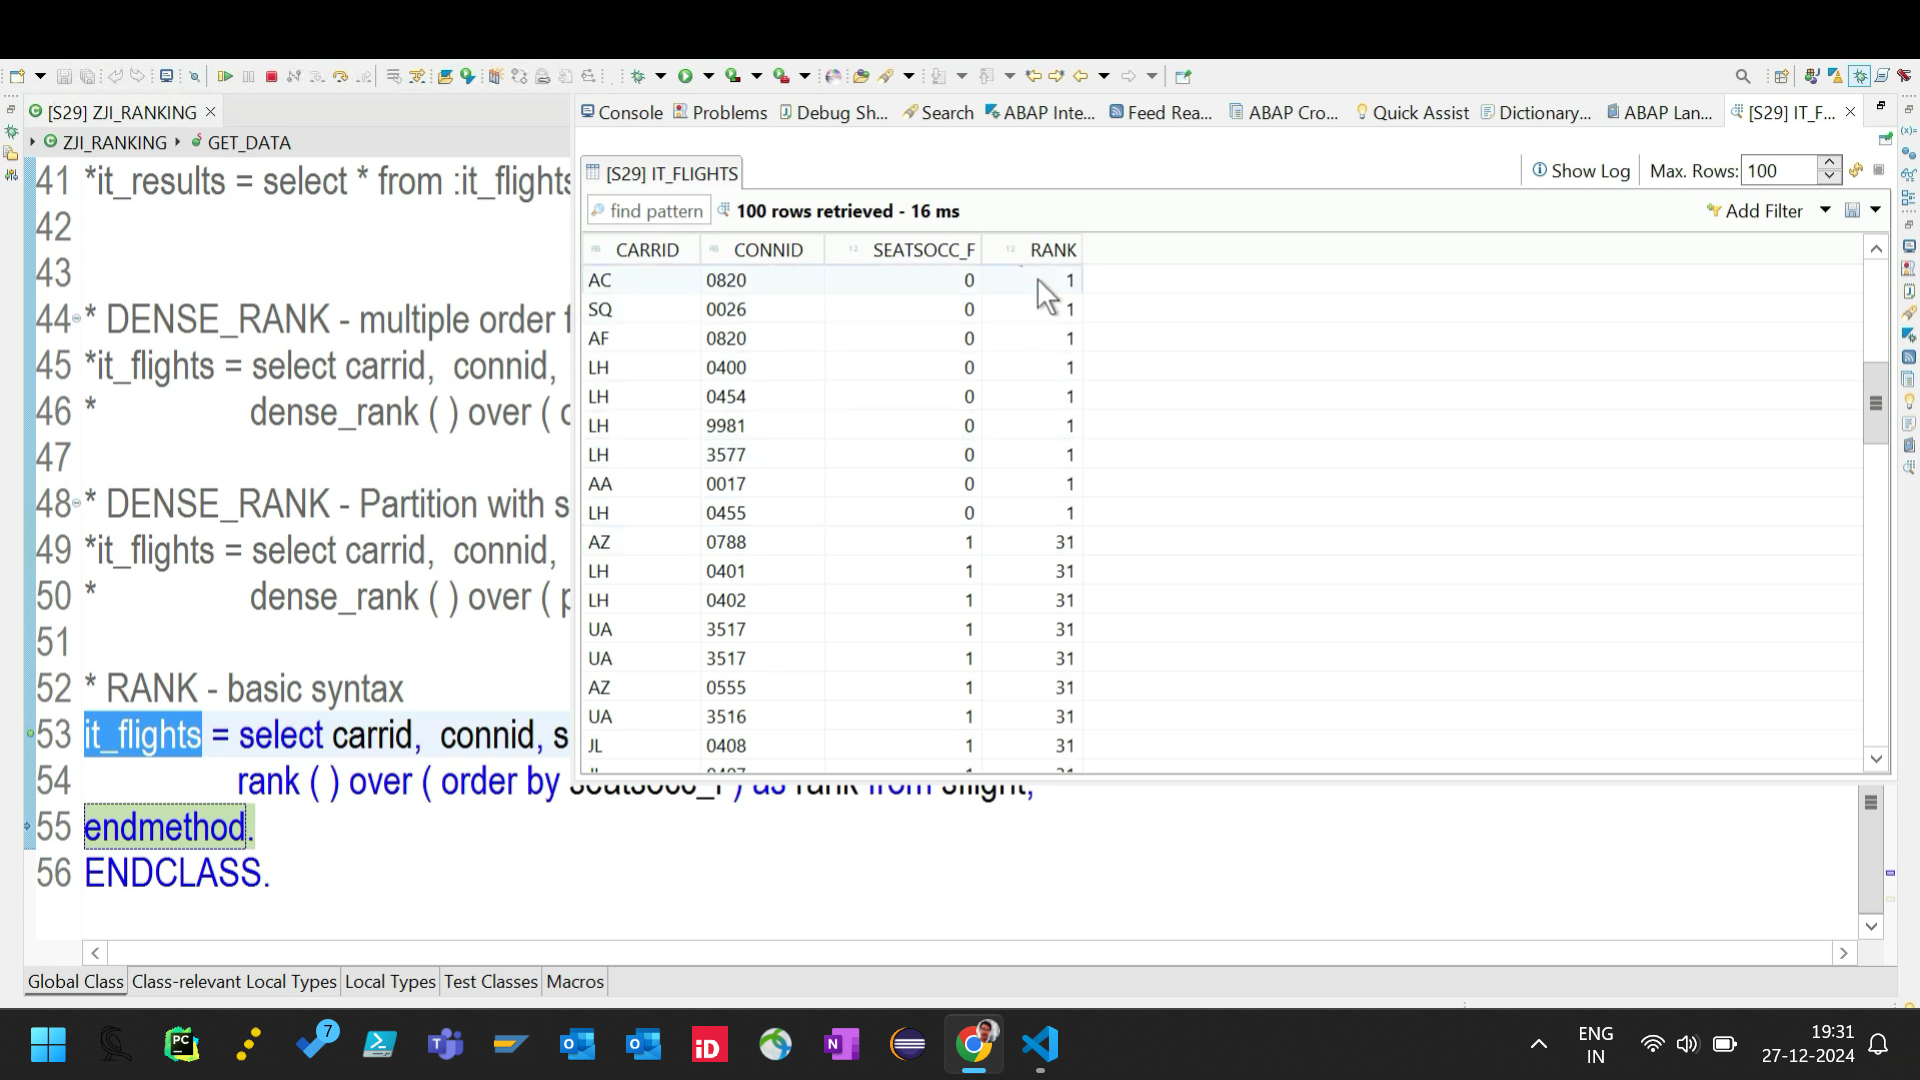 [S29] ZJI_RANKING
Console Problems Debug Sh... Search ABAP Inte... Feed Rea... ABAP Cro... Quick Assist Dictionary... ABAP Lan... [S29] IT_F...
ZJI_RANKING GET_DATA
[S29] IT_FLIGHTS Show Log Max. Rows: 100
find pattern 100 rows retrieved - 16 ms Add Filter
CARRID CONNID SEATSOCC_F RANK
AC 0820 0 1
SQ 0026 0 1
AF 0820 0 1
LH 0400 0 1
LH 0454 0 1
LH 9981 0 1
LH 3577 0 1
AA 0017 0 1
LH 0455 0 1
AZ 0788 1 31
LH 0401 1 31
LH 0402 1 31
UA 3517 1 31
UA 3517 1 31
AZ 0555 1 31
UA 3516 1 31
JL 0408 1 31
41 *it_results = select * from :it_flights
42
43
44 * DENSE_RANK - multiple order f
45 *it_flights = select carrid, connid,
46 * dense_rank ( ) over ( o
47
48 * DENSE_RANK - Partition with s
49 *it_flights = select carrid, connid,
50 * dense_rank ( ) over ( p
51
52 * RANK - basic syntax
53 it_flights = select carrid, connid, s
54 rank ( ) over ( order by seatsocc_f ) as rank from sflight;
55 endmethod.
56 ENDCLASS.
Global Class Class-relevant Local Types Local Types Test Classes Macros
PC 7 iD N
ENG
IN
19:31
27-12-2024